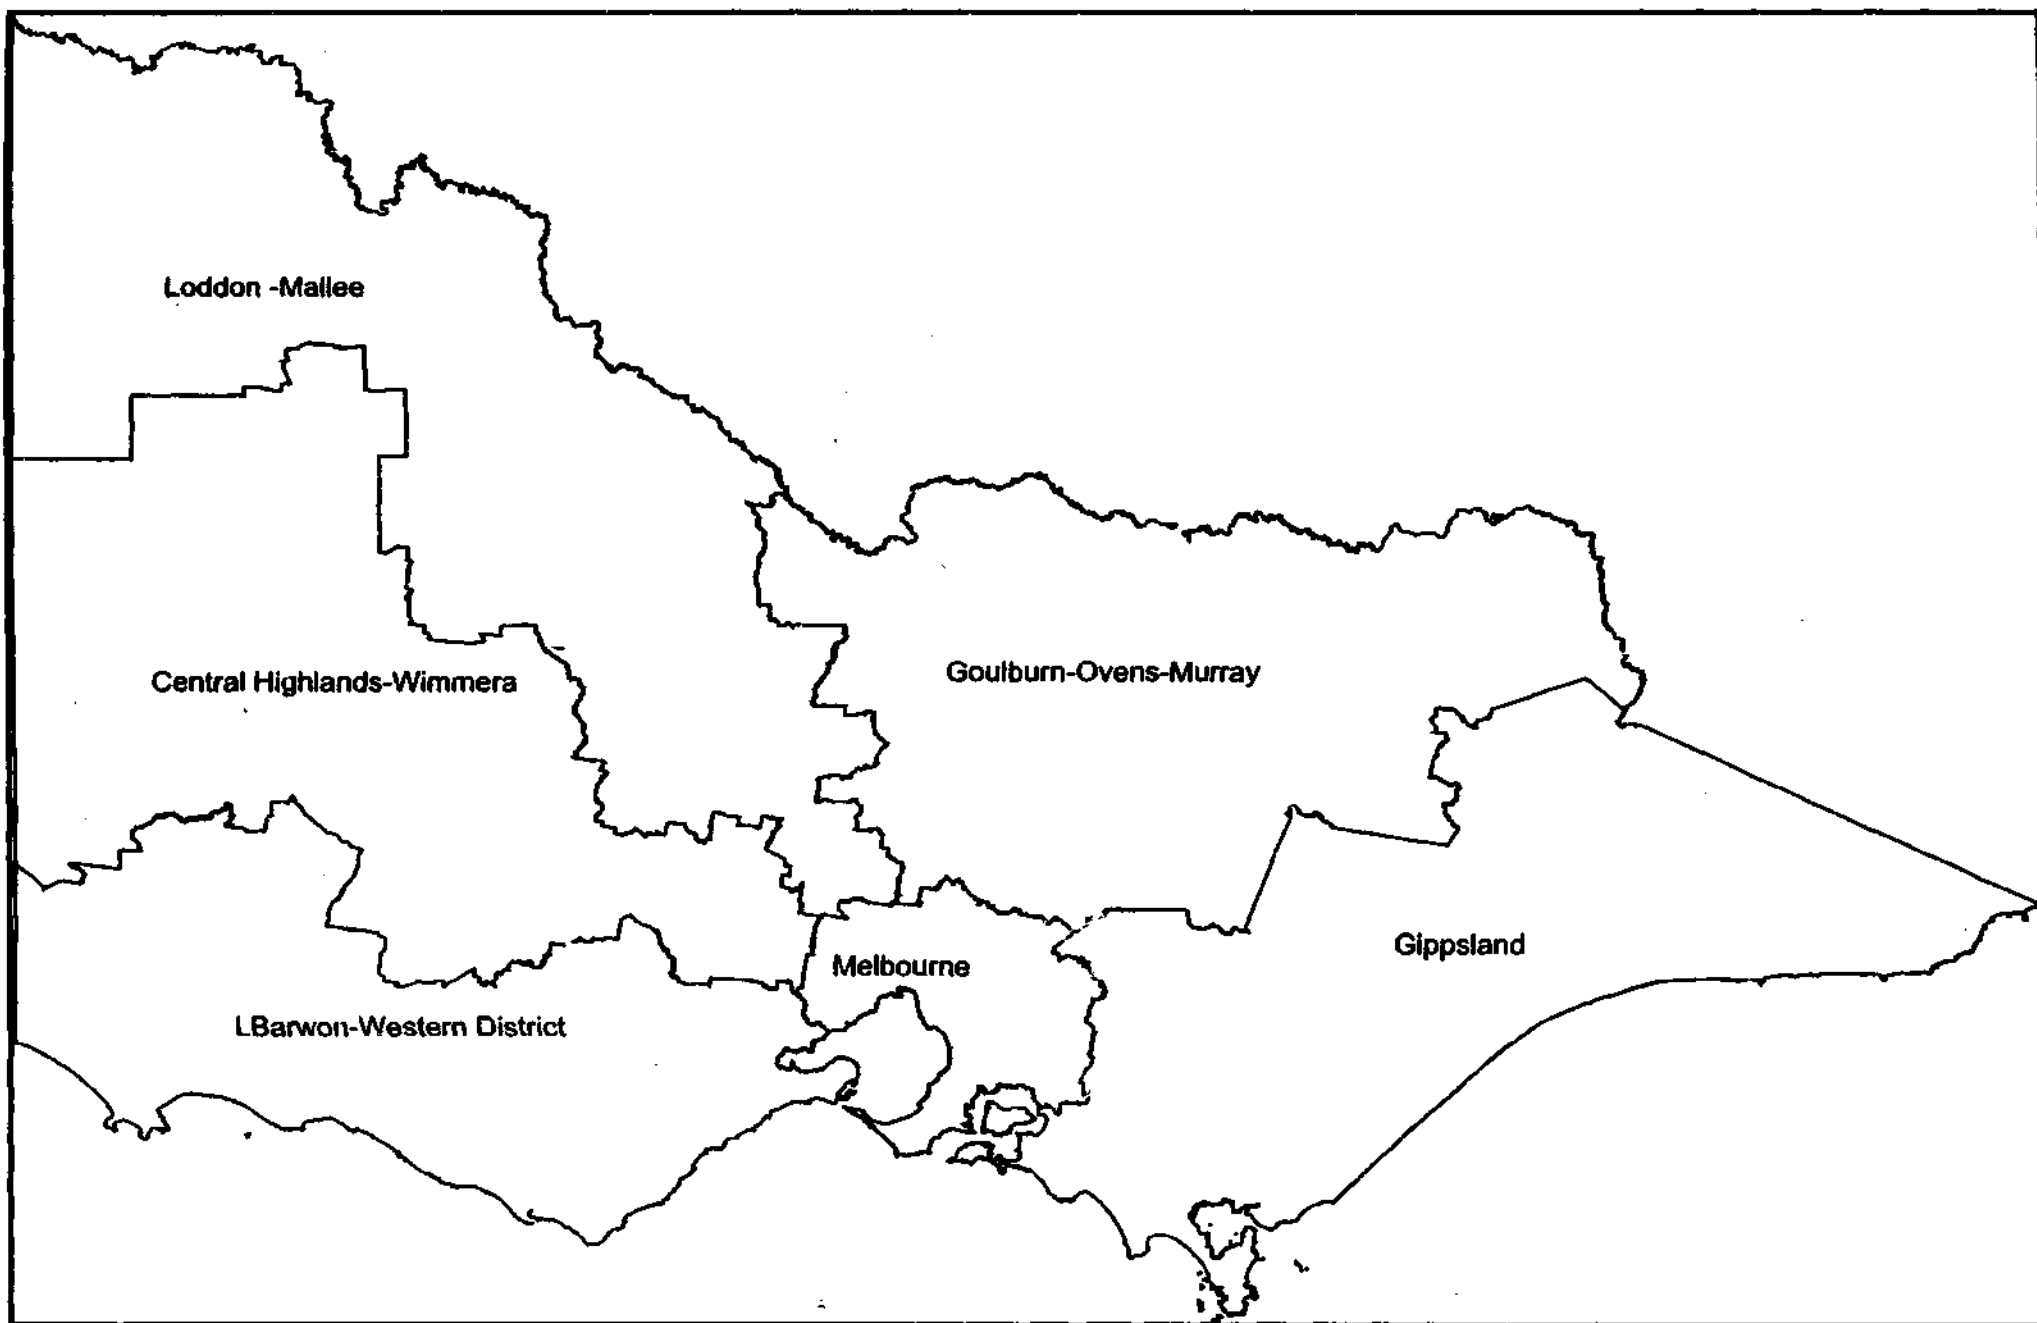 Loddon -Mallee
Central Highlands-Wimmera
Goulburn-Ovens-Murray
Gippsland
Melbourne
LBarwon-Western District